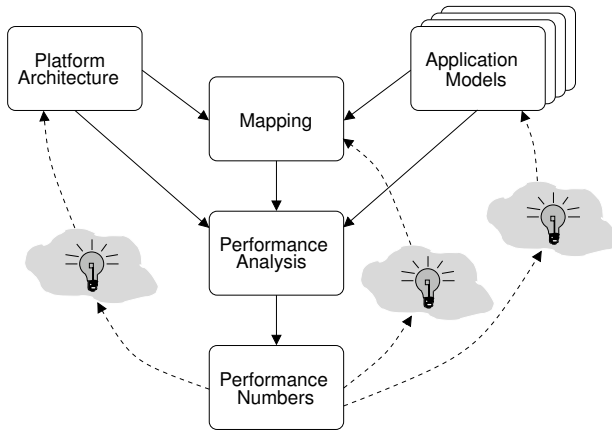 Platform
Architecture
Application
Models
Mapping
Performance
Analysis
Performance
Numbers